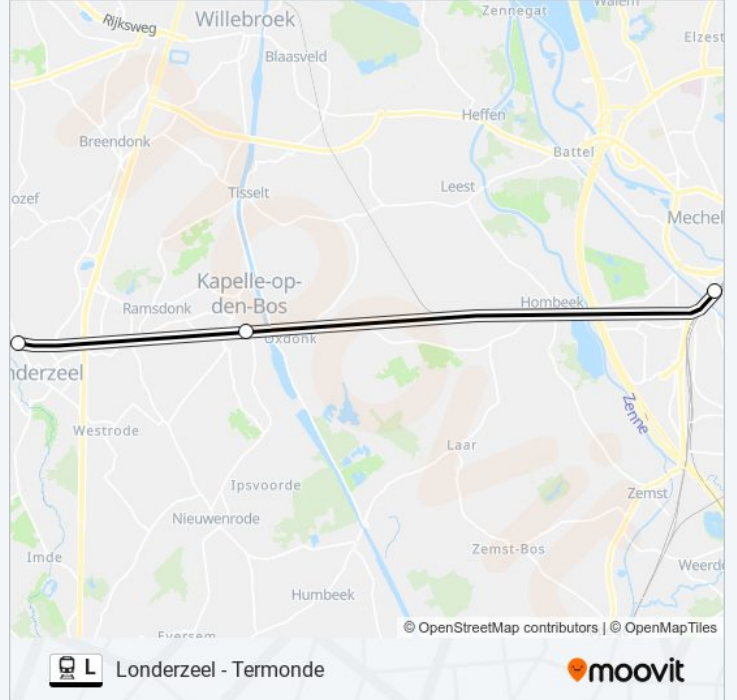 Zennegat
Walem
Willebroek
Rijksweg
Elzest
Blaasveld
Heffen
Breendonk
Battel
Leest
Tisselt
ozef
Mechel
Kapelle-op-
den-Bos
Ramsdonk
Hombeek
Oxdonk
nderzeel
Zenne
Westrode
Laar
Ipsvoorde
Zemst
Nieuwenrode
Zemst-Bos
Imde
Weerde
Humbeek
© OpenStreetMap contributors | © OpenMapTiles
Eversem
L Londerzeel - Termonde
moovit